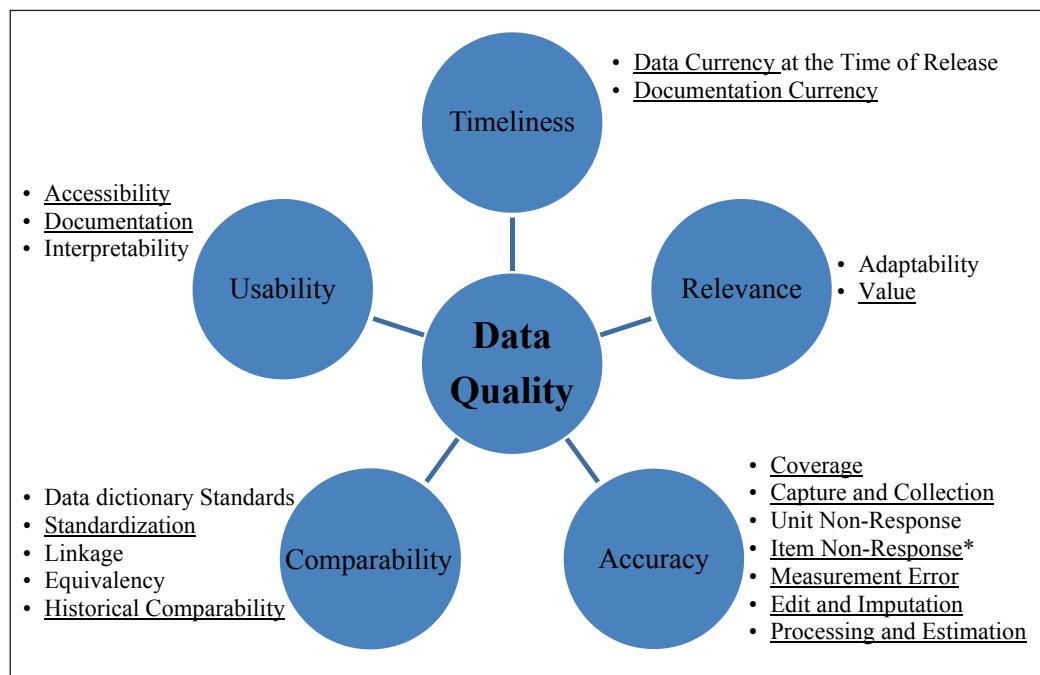 • Data Currency at the Time of Release
• Documentation Currency
Timeliness
• Accessibility
• Documentation
• Interpretability
Usability
Relevance
• Adaptability
• Value
Data
Quality
• Data dictionary Standards
• Standardization
• Linkage
• Equivalency
• Historical Comparability
Comparability
Accuracy
• Coverage
• Capture and Collection
• Unit Non-Response
• Item Non-Response*
• Measurement Error
• Edit and Imputation
• Processing and Estimation